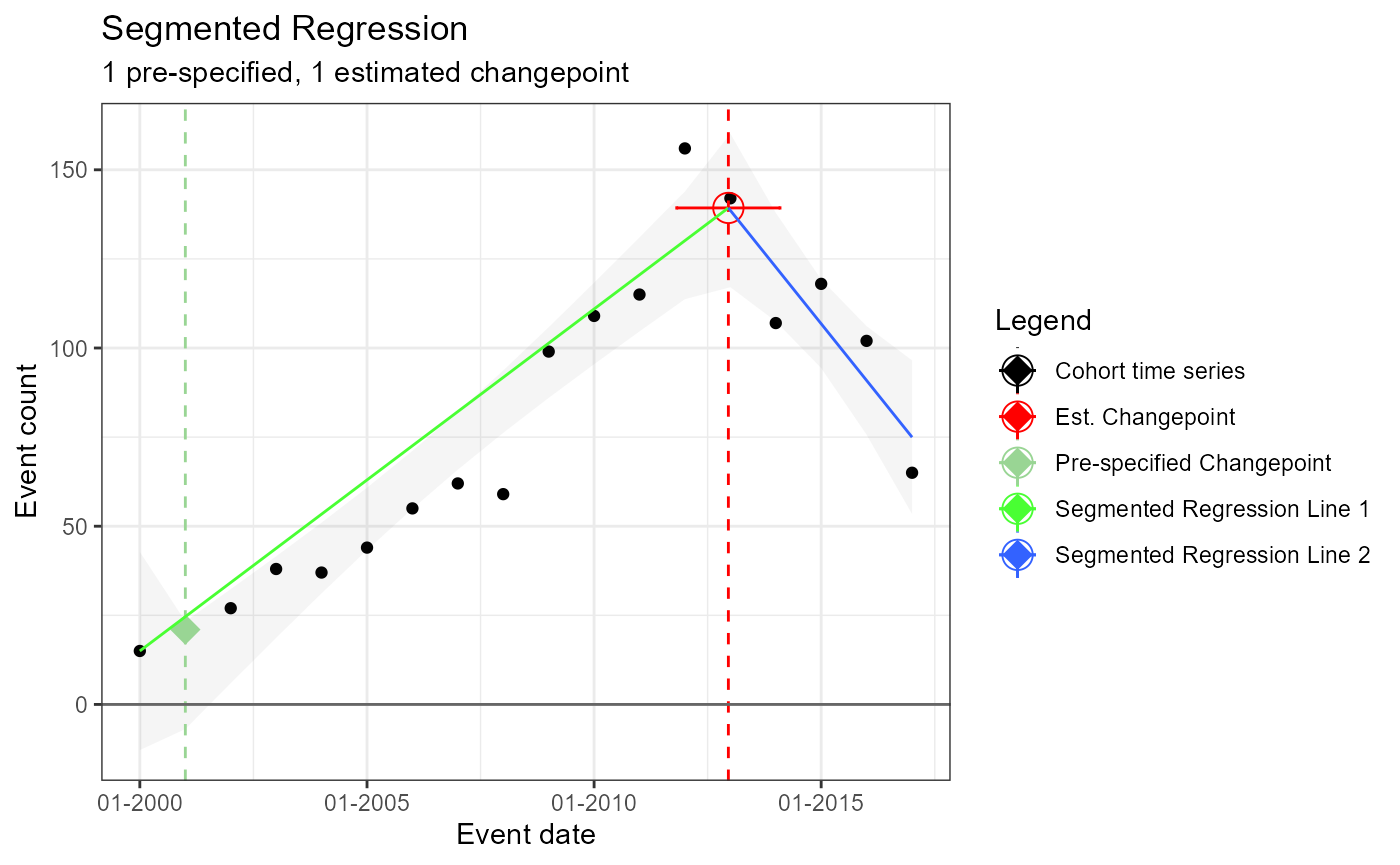 Segmented Regression
1 pre-specified, 1 estimated changepoint
150
100
50
0
Event count
01-2000
01-2005
01-2010
01-2015
Event date
Legend
Cohort time series
Est. Changepoint
Pre-specified Changepoint
Segmented Regression Line 1
Segmented Regression Line 2